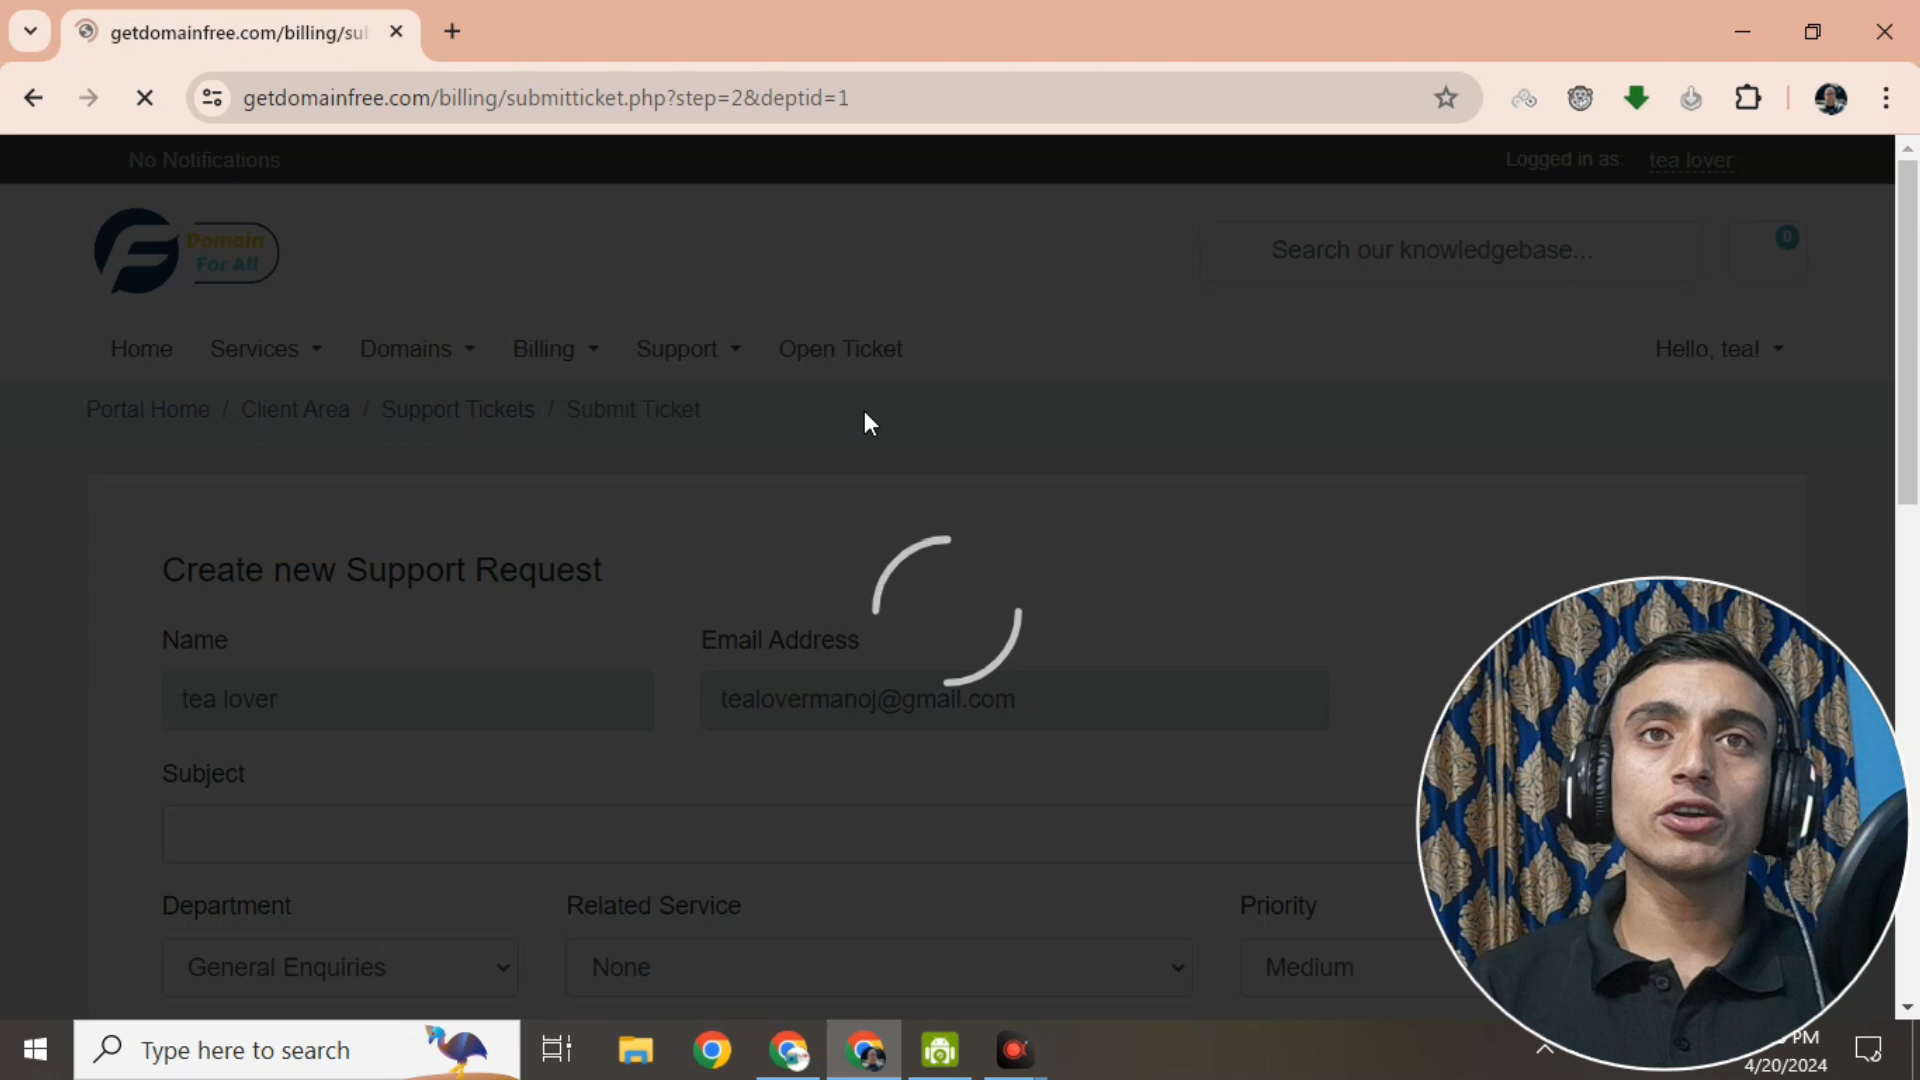 getdomainfree.com/billing/su
getdomainfree.com/billing/submitticket.php?step=2&deptid=1
No Notifications
Logged in as: tea lover
Domain
For All
Search our knowledgebase...
0
Home Services Domains Billing Support Open Ticket Hello, tea!
Portal Home / Client Area / Support Tickets / Submit Ticket
Create new Support Request
Name Email Address
tea lover tealovermanoj@gmail.com
Subject
Department Related Service Priority
General Enquiries None Medium
Type here to search
PM
4/20/2024